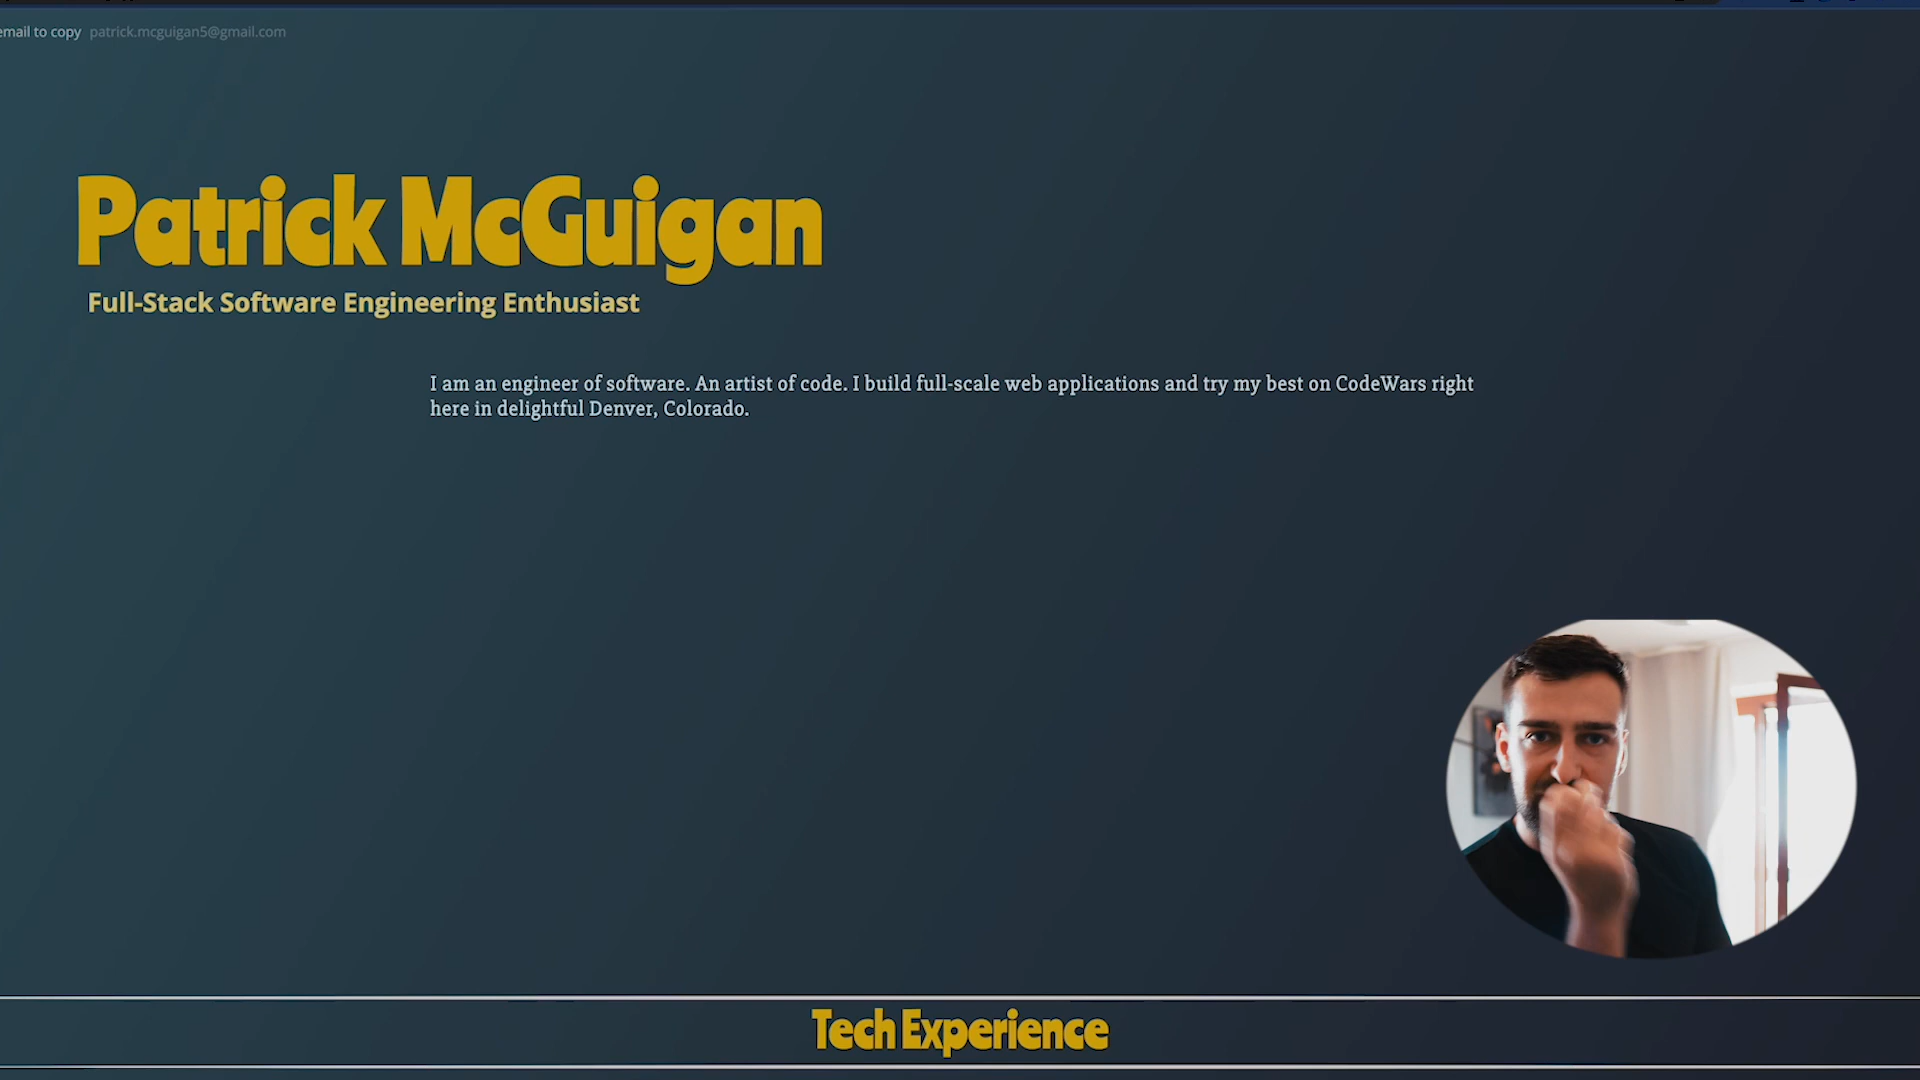 email to copy patrick.mcguigan5@gmail.com
Patrick McGuigan
Full-Stack Software Engineering Enthusiast
I am an engineer of software. An artist of code. I build full-scale web applications and try my best on CodeWars right
here in delightful Denver, Colorado.
Tech Experience